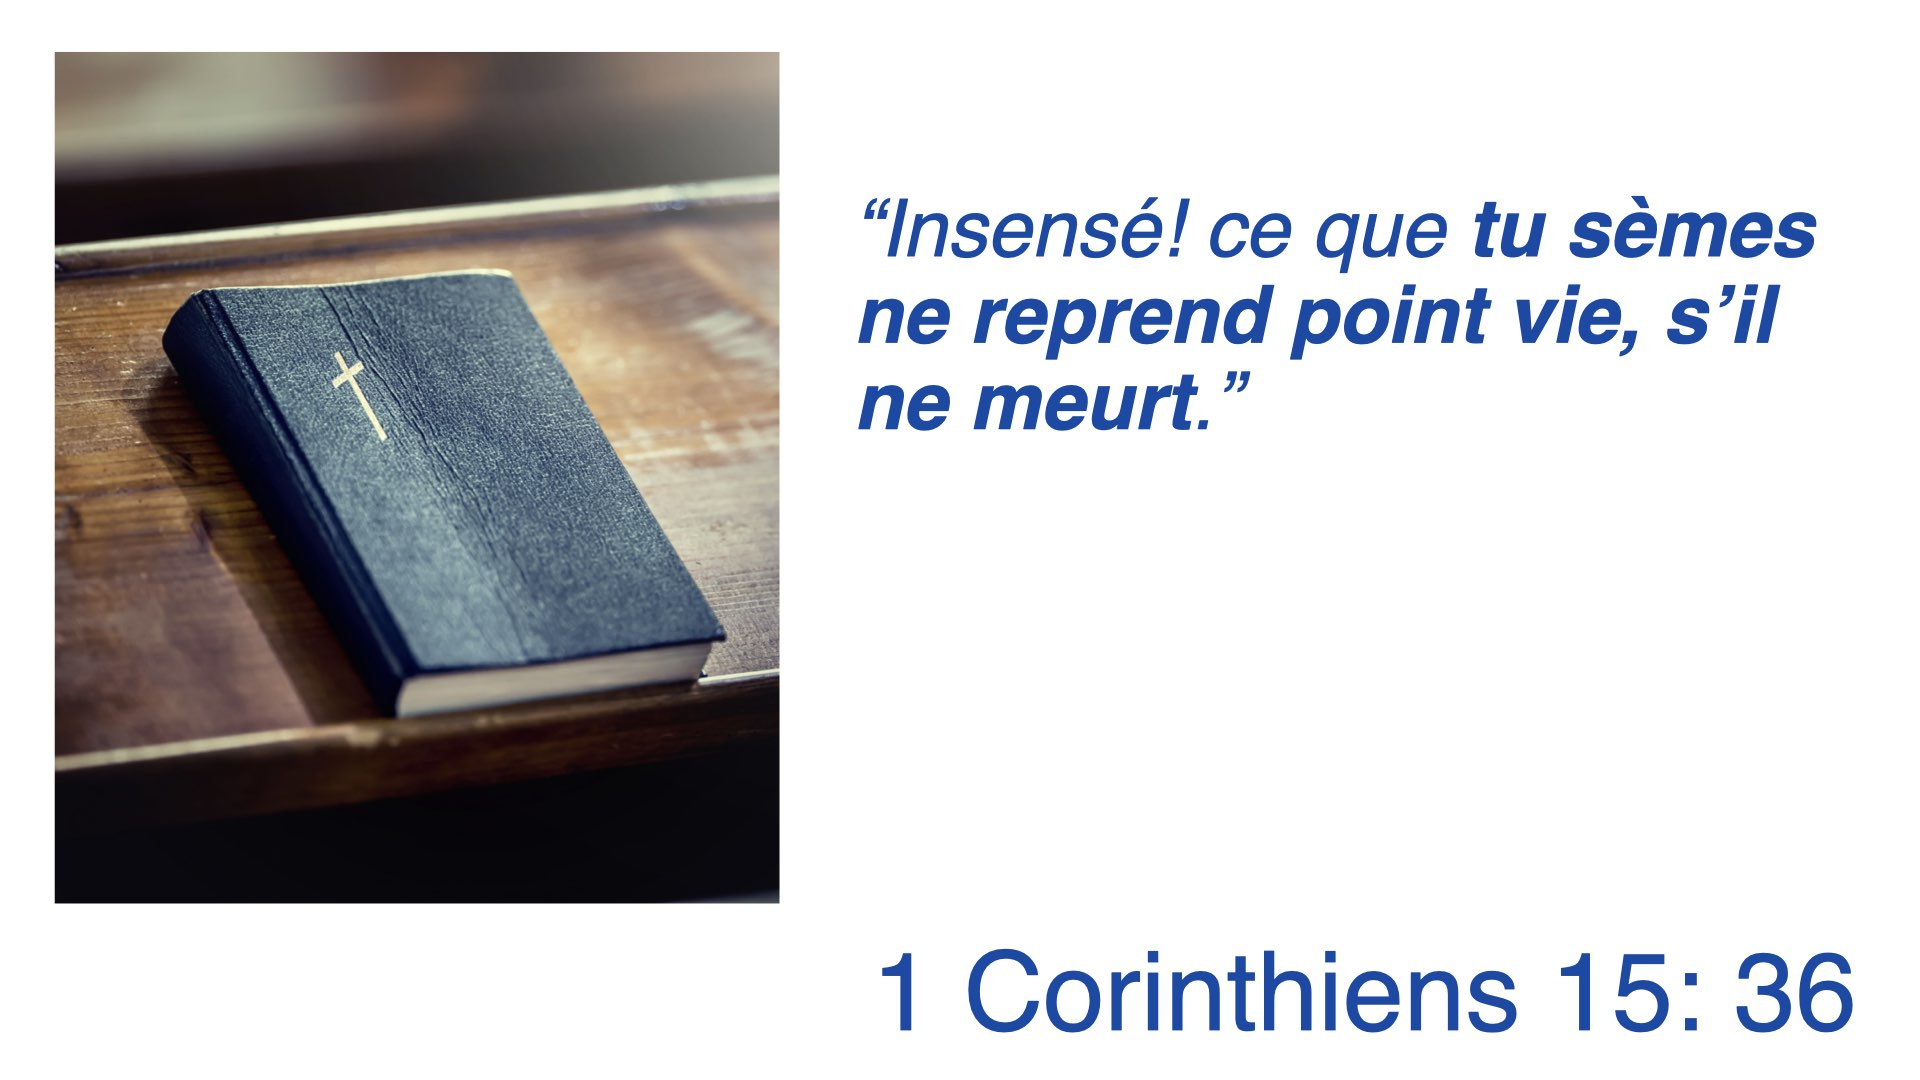 “Insensé! ce que tu sèmes
ne reprend point vie, s’il
ne meurt.”
1 Corinthiens 15: 36